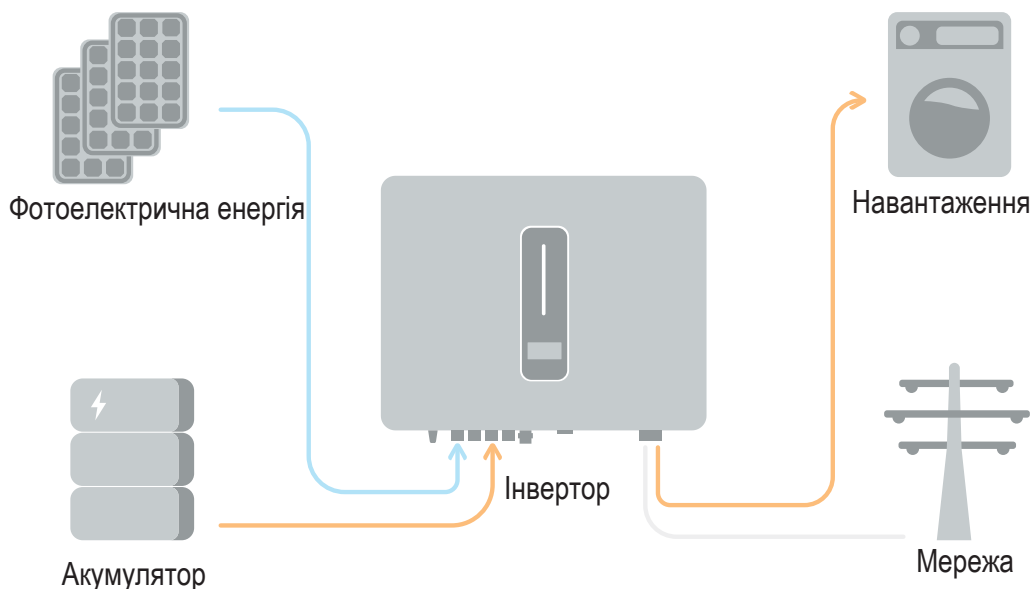 Фотоелектрична енергія
Навантаження
Інвертор
Акумулятор
Мережа